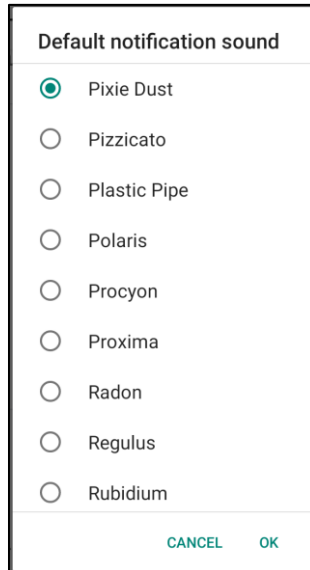 Default notification sound
Pixie Dust
Pizzicato
Plastic Pipe
Polaris
Procyon
Proxima
Radon
Regulus
Rubidium
CANCEL OK